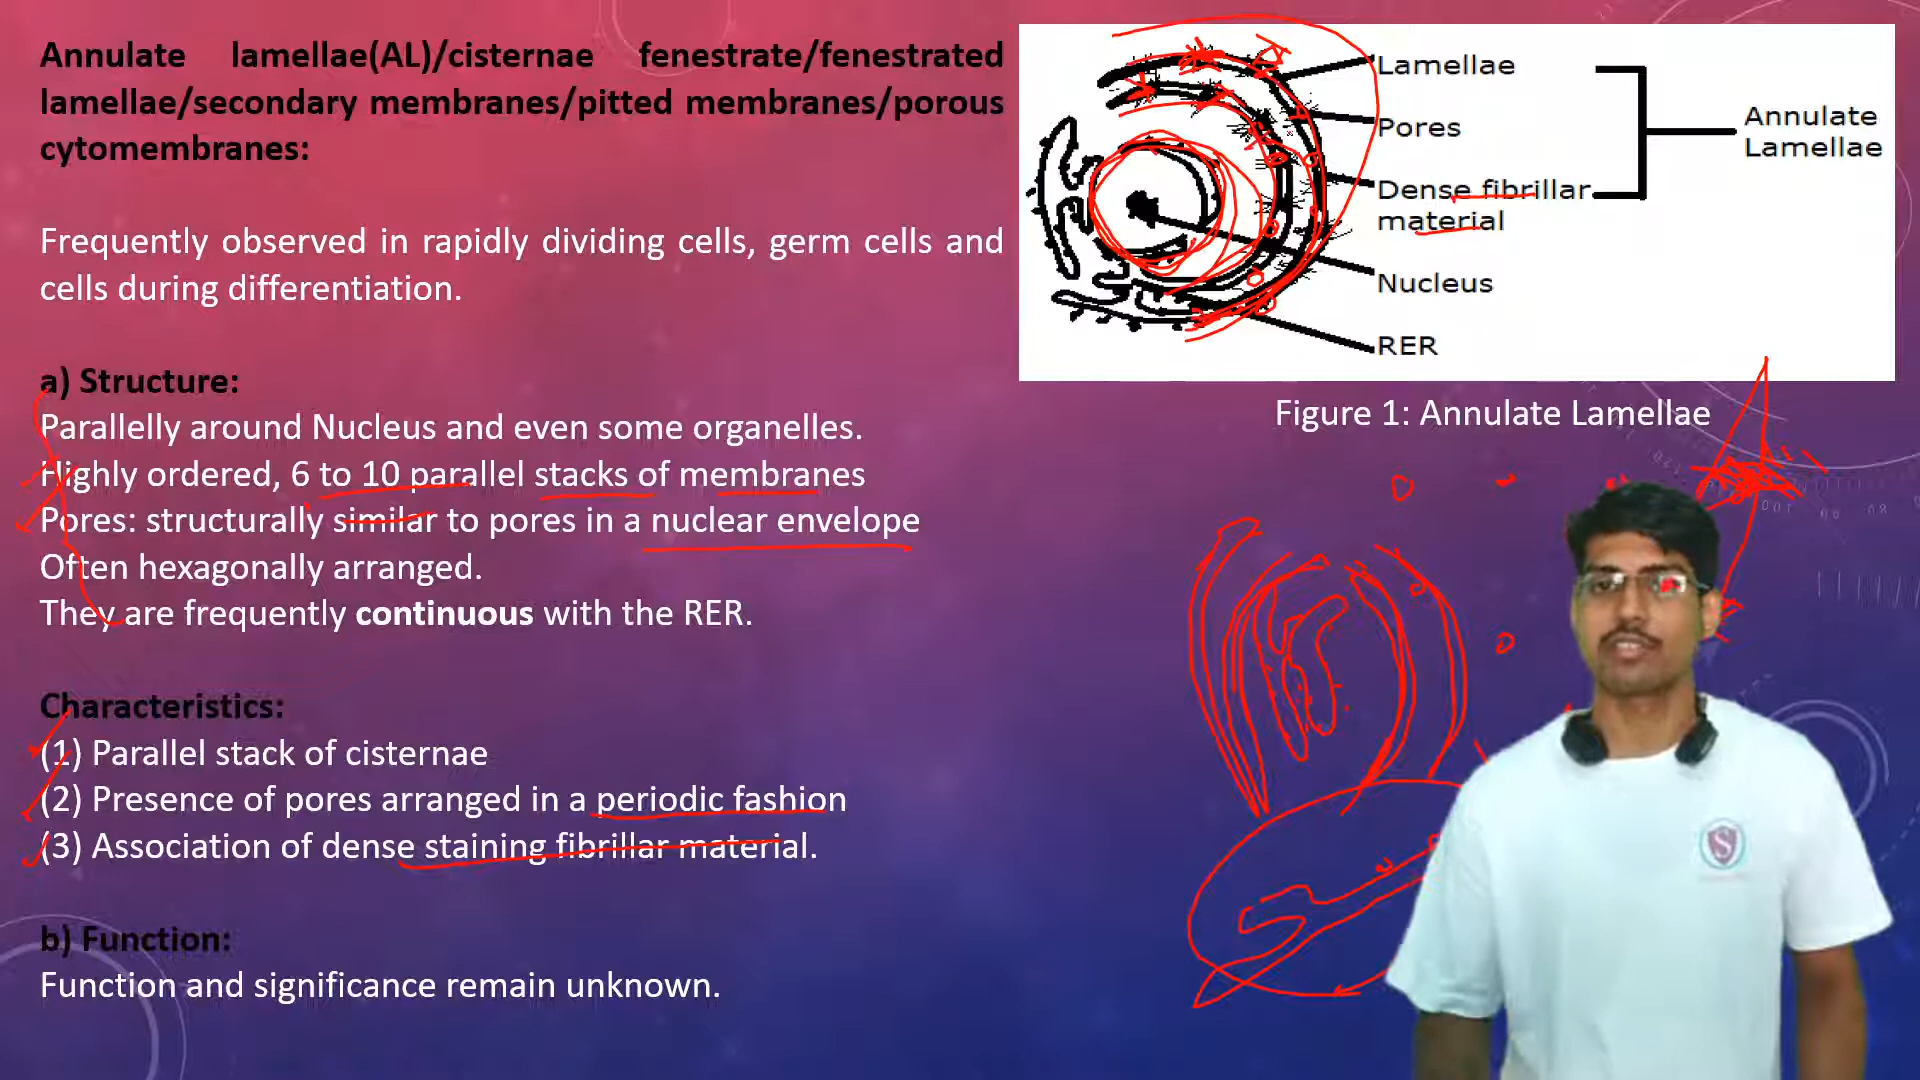 Annulate lamellae(AL)/cisternae fenestrate/fenestrated
lamellae/secondary membranes/pitted membranes/porous
cytomembranes:
Frequently observed in rapidly dividing cells, germ cells and
cells during differentiation.
a) Structure:
Parallelly around Nucleus and even some organelles.
Highly ordered, 6 to 10 parallel stacks of membranes
Pores: structurally similar to pores in a nuclear envelope
Often hexagonally arranged.
They are frequently continuous with the RER.
Characteristics:
(1) Parallel stack of cisternae
(2) Presence of pores arranged in a periodic fashion
(3) Association of dense staining fibrillar material.
b) Function:
Function and significance remain unknown.
Lamellae
Pores
Dense fibrillar
material
Nucleus
RER
Annulate
Lamellae
Figure 1: Annulate Lamellae
S